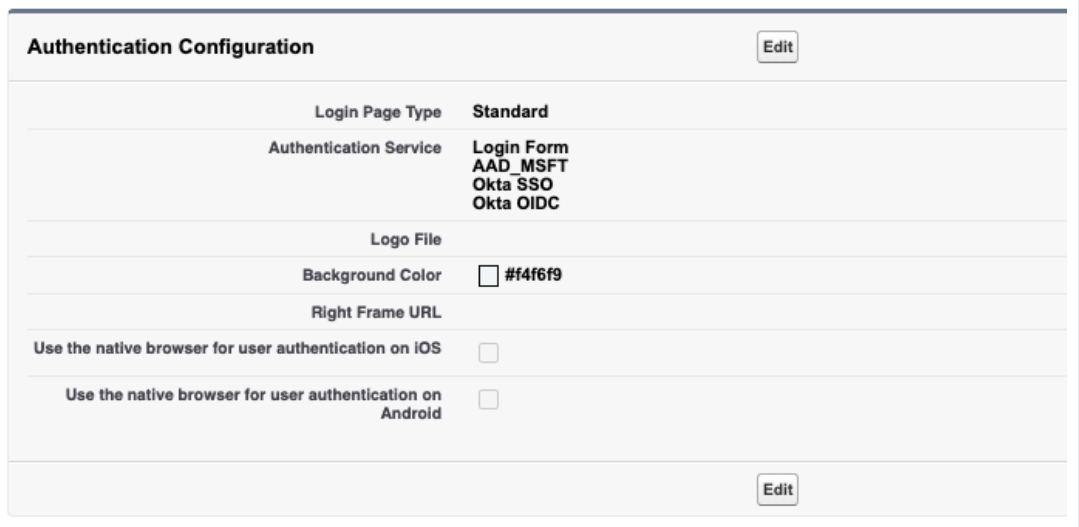 Authentication Configuration
Edit
Login Page Type Standard
Authentication Service Login Form
AAD_MSFT
Okta SSO
Okta OIDC
Logo File
Background Color #f4f6f9
Right Frame URL
Use the native browser for user authentication on iOS
Use the native browser for user authentication on
Android
Edit